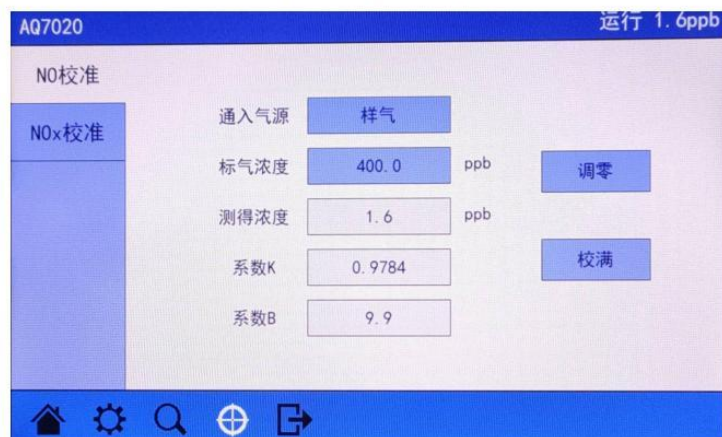 AQ7020 运行 1.6ppb
NO校准
NOx校准
通入气源 样气
标气浓度 400.0 ppb 调零
测得浓度 1.6 ppb
系数K 0.9784 校满
系数B 9.9